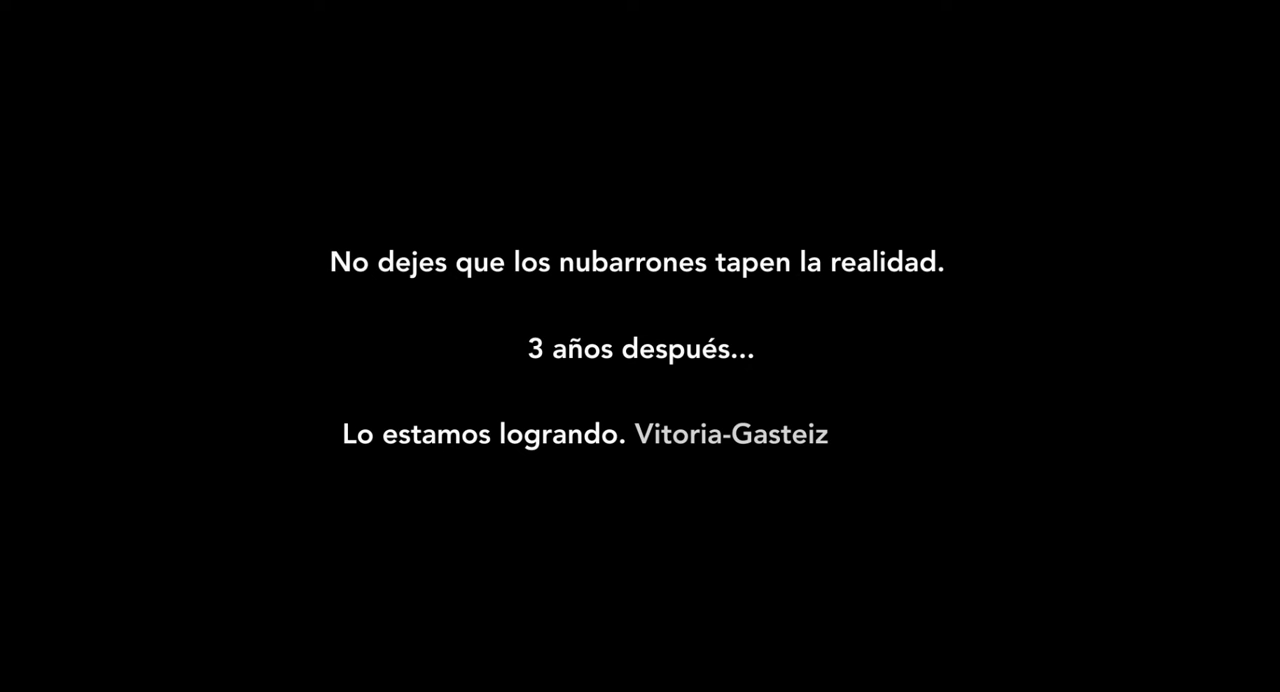 No dejes que los nubarrones tapen la realidad.
3 años después...
Lo estamos logrando. Vitoria-Gasteiz